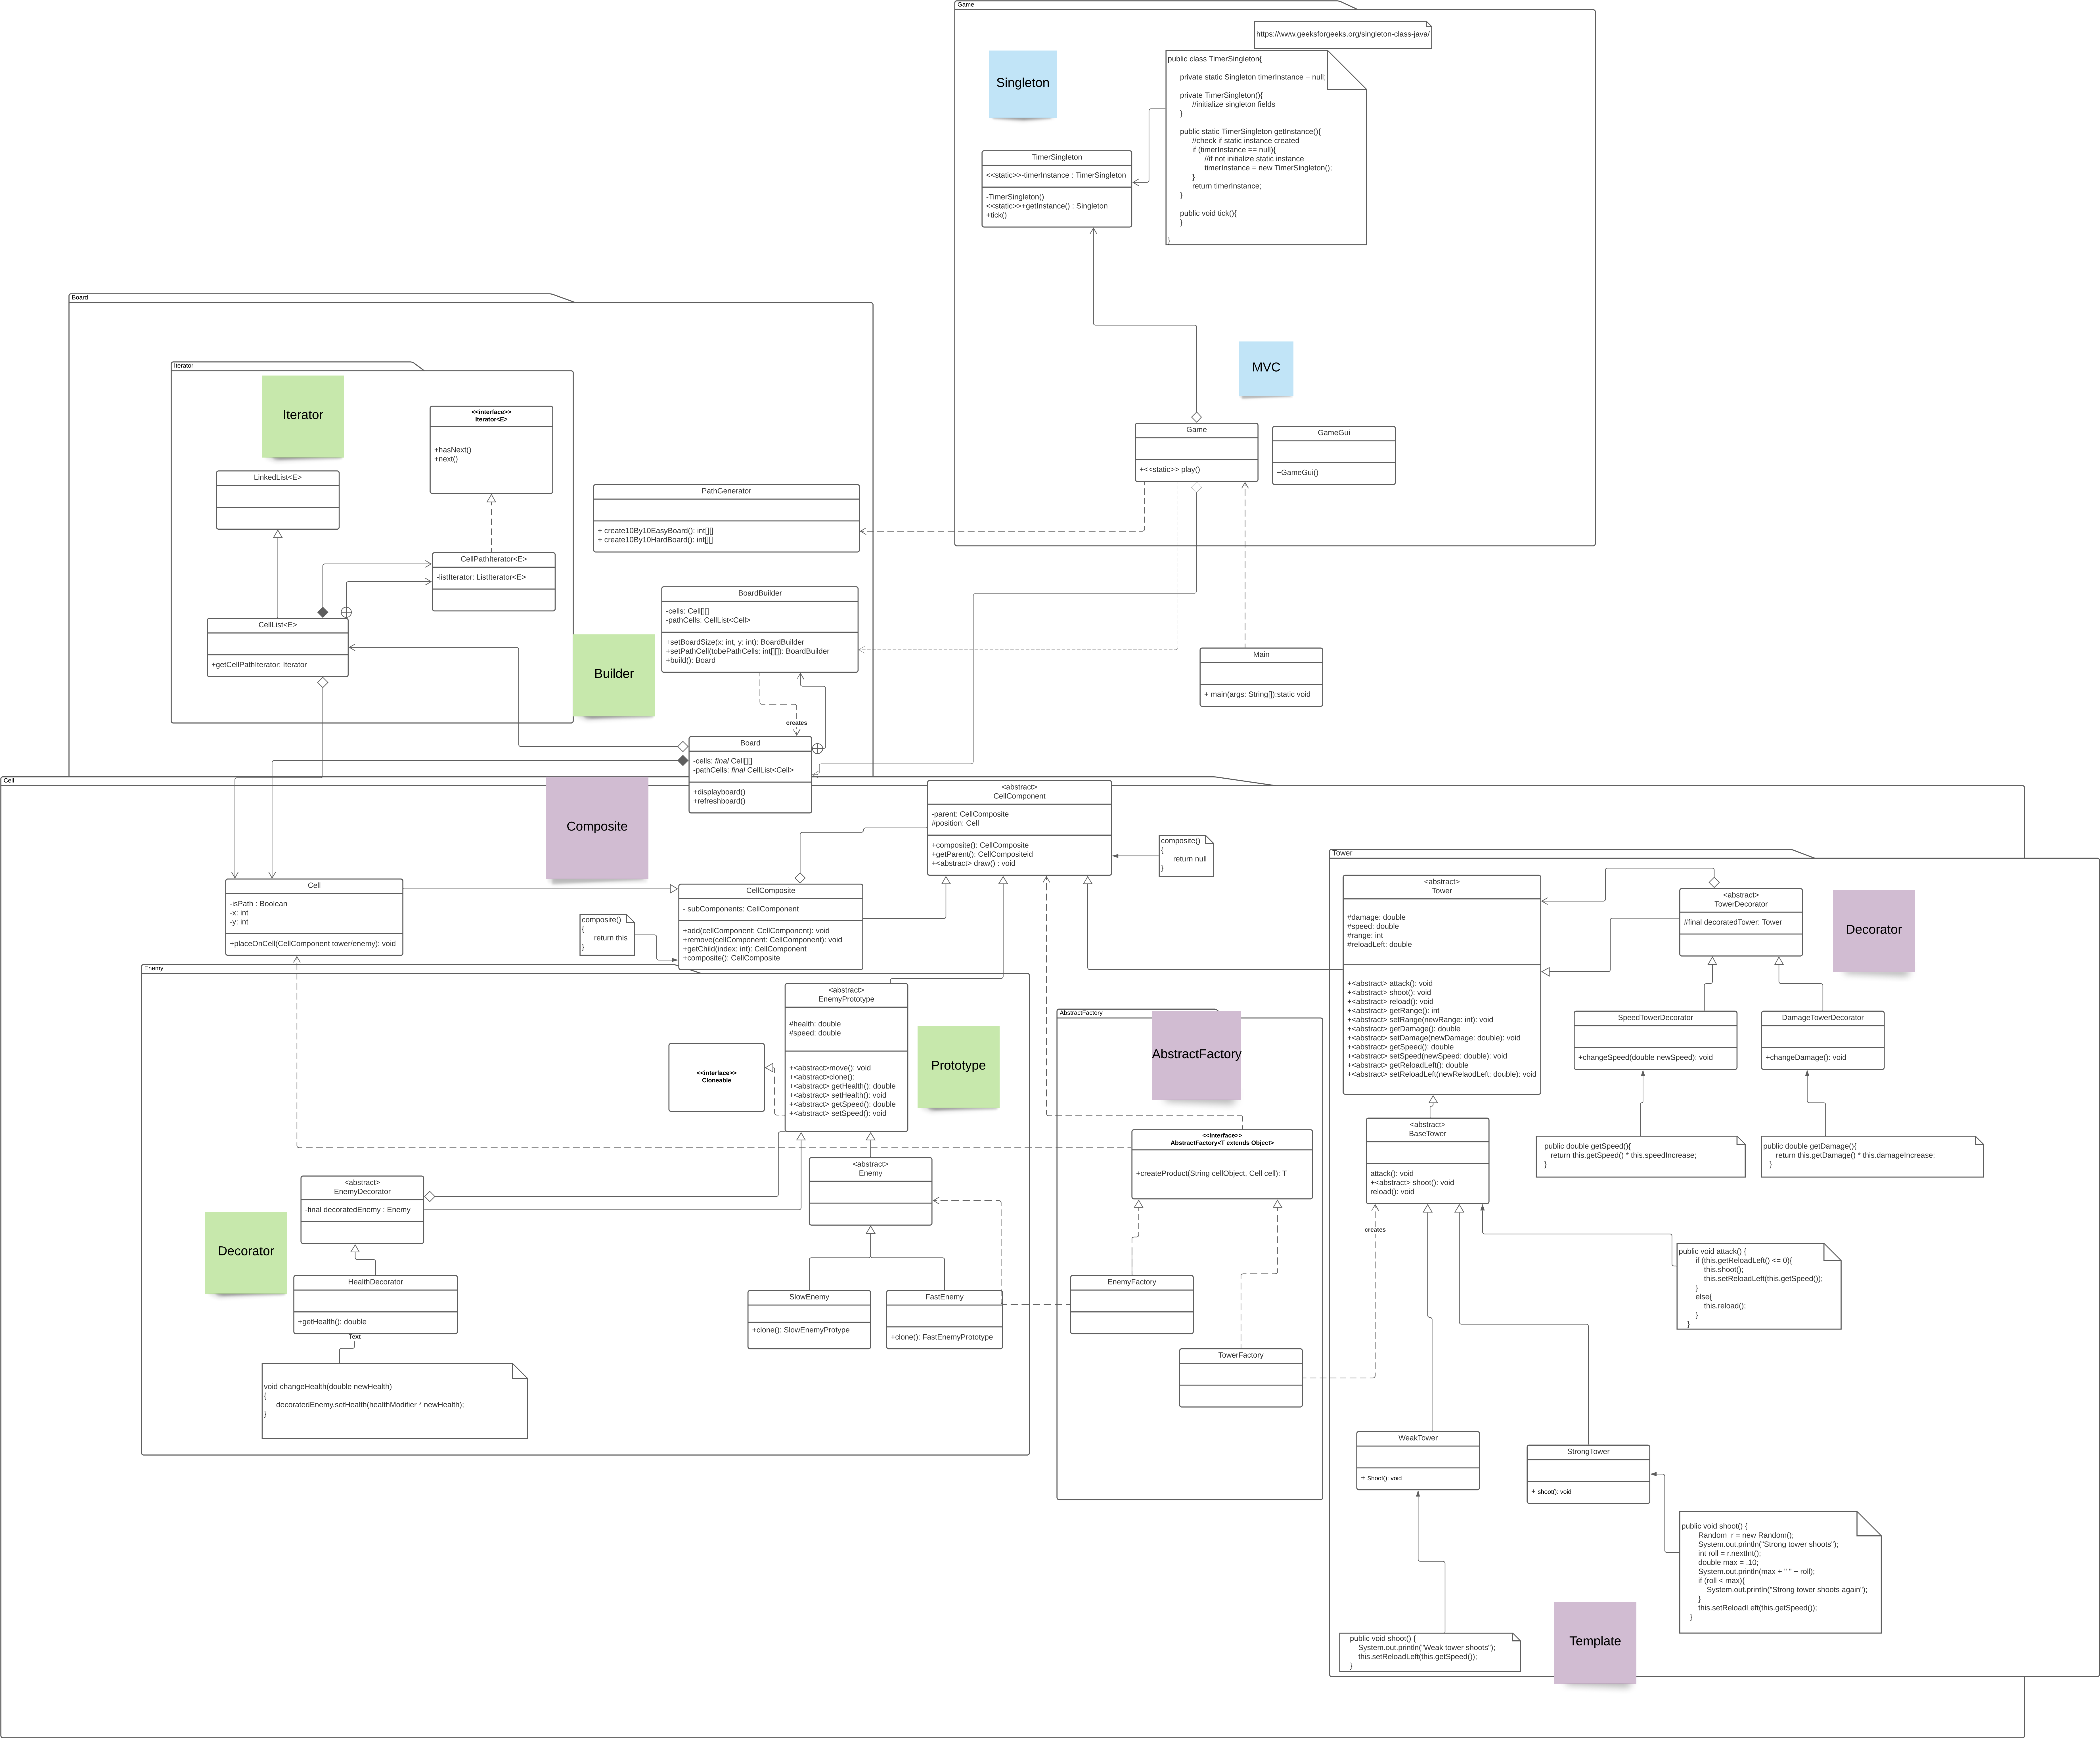 Game
https://www.geeksforgeeks.org/singleton-class-java/
Singleton
public class TimerSingleton{
private static Singleton timerInstance = null;
private TimerSingleton(){
//initialize singleton fields
}
public static TimerSingleton getInstance(){
//check if static instance created
if (timerInstance == null){
//if not initialize static instance
timerInstance = new TimerSingleton();
}
return timerInstance;
}
public void tick(){
}
}
TimerSingleton
<<static>>-timerInstance : TimerSingleton
-TimerSingleton()
<<static>>+getInstance() : Singleton
+tick()
MVC
Game
+<<static>> play()
GameGui
+GameGui()
Main
+ main(args: String[]):static void
Board
Iterator
Iterator
<<interface>>
Iterator<E>
+hasNext()
+next()
LinkedList<E>
CellPathIterator<E>
-listIterator: ListIterator<E>
CellList<E>
+getCellPathIterator: Iterator
PathGenerator
+ create10By10EasyBoard(): int[][]
+ create10By10HardBoard(): int[][]
BoardBuilder
-cells: Cell[][]
-pathCells: CellList<Cell>
+setBoardSize(x: int, y: int): BoardBuilder
+setPathCell(tobePathCells: int[][]): BoardBuilder
+build(): Board
Builder
creates
Board
-cells: final Cell[][]
-pathCells: final CellList<Cell>
+displayboard()
+refreshboard()
Cell
Composite
<abstract>
CellComponent
-parent: CellComposite
#position: Cell
+composite(): CellComposite
+getParent(): CellCompositeid
+<abstract> draw() : void
composite()
{
return null
}
Cell
-isPath : Boolean
-x: int
-y: int
+placeOnCell(CellComponent tower/enemy): void
composite()
{
return this
}
CellComposite
- subComponents: CellComponent
+add(cellComponent: CellComponent): void
+remove(cellComponent: CellComponent): void
+getChild(index: int): CellComponent
+composite(): CellComposite
Enemy
<abstract>
EnemyPrototype
#health: double
#speed: double
+<abstract>move(): void
+<abstract>clone():
+<abstract> getHealth(): double
+<abstract> setHealth(): void
+<abstract> getSpeed(): double
+<abstract> setSpeed(): void
<<interface>>
Cloneable
Prototype
<abstract>
Enemy
<abstract>
EnemyDecorator
-final decoratedEnemy : Enemy
Decorator
HealthDecorator
+getHealth(): double
Text
void changeHealth(double newHealth)
{
decoratedEnemy.setHealth(healthModifier * newHealth);
}
SlowEnemy
+clone(): SlowEnemyProtype
FastEnemy
+clone(): FastEnemyPrototype
AbstractFactory
AbstractFactory
<<interface>>
AbstractFactory<T extends Object>
+createProduct(String cellObject, Cell cell): T
EnemyFactory
TowerFactory
creates
Tower
<abstract>
Tower
#damage: double
#speed: double
#range: int
#reloadLeft: double
+<abstract> attack(): void
+<abstract> shoot(): void
+<abstract> reload(): void
+<abstract> getRange(): int
+<abstract> setRange(newRange: int): void
+<abstract> getDamage(): double
+<abstract> setDamage(newDamage: double): void
+<abstract> getSpeed(): double
+<abstract> setSpeed(newSpeed: double): void
+<abstract> getReloadLeft(): double
+<abstract> setReloadLeft(newRelaodLeft: double): void
<abstract>
TowerDecorator
#final decoratedTower: Tower
Decorator
SpeedTowerDecorator
+changeSpeed(double newSpeed): void
DamageTowerDecorator
+changeDamage(): void
public double getSpeed(){
return this.getSpeed() * this.speedIncrease;
}
public double getDamage(){
return this.getDamage() * this.damageIncrease;
}
<abstract>
BaseTower
attack(): void
+<abstract> shoot(): void
reload(): void
public void attack() {
if (this.getReloadLeft() <= 0){
this.shoot();
this.setReloadLeft(this.getSpeed());
}
else{
this.reload();
}
}
WeakTower
+ Shoot(): void
StrongTower
+ shoot(): void
public void shoot() {
Random r = new Random();
System.out.println("Strong tower shoots");
int roll = r.nextInt();
double max = .10;
System.out.println(max + " " + roll);
if (roll < max){
System.out.println("Strong tower shoots again");
}
this.setReloadLeft(this.getSpeed());
}
Template
public void shoot() {
System.out.println("Weak tower shoots");
this.setReloadLeft(this.getSpeed());
}